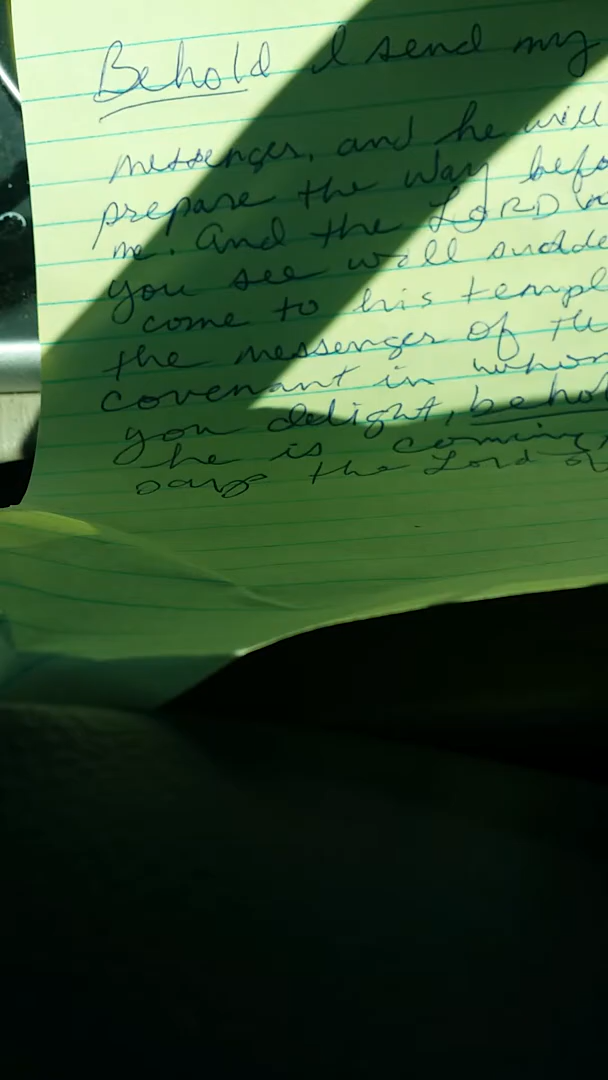 Behold I send my
messenger, and he will
prepare the way befo
me. And the LORD
you see will sudde
come to his templ
the messenger of th
covenant in whom
you delight, behol
he is coming,
says the Lord o